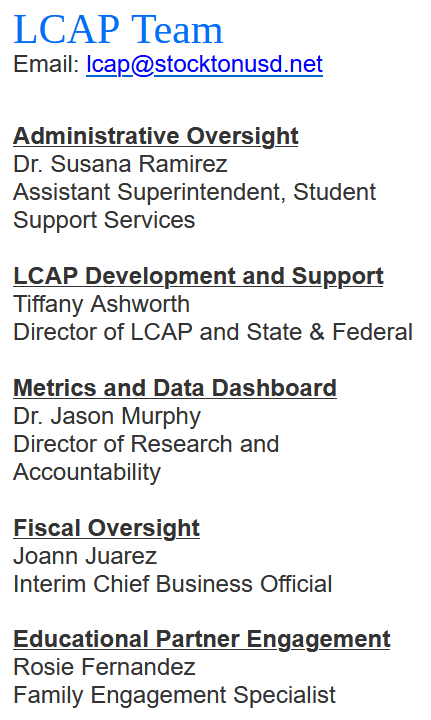 LCAP Team
Email: lcap@stocktonusd.net
Administrative Oversight
Dr. Susana Ramirez
Assistant Superintendent, Student
Support Services
LCAP Development and Support
Tiffany Ashworth
Director of LCAP and State & Federal
Metrics and Data Dashboard
Dr. Jason Murphy
Director of Research and
Accountability
Fiscal Oversight
Joann Juarez
Interim Chief Business Official
Educational Partner Engagement
Rosie Fernandez
Family Engagement Specialist